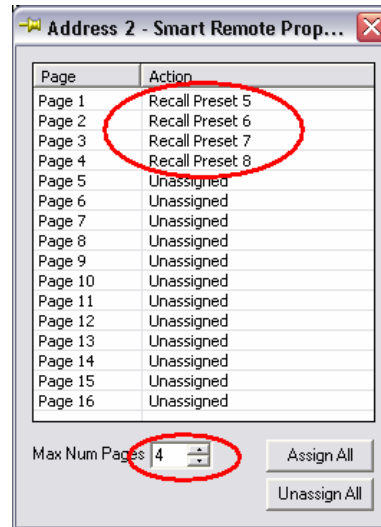 Address 2 - Smart Remote Prop...
Page Action
Page 1 Recall Preset 5
Page 2 Recall Preset 6
Page 3 Recall Preset 7
Page 4 Recall Preset 8
Page 5 Unassigned
Page 6 Unassigned
Page 7 Unassigned
Page 8 Unassigned
Page 9 Unassigned
Page 10 Unassigned
Page 11 Unassigned
Page 12 Unassigned
Page 13 Unassigned
Page 14 Unassigned
Page 15 Unassigned
Page 16 Unassigned
Max Num Pages 4 Assign All
Unassign All